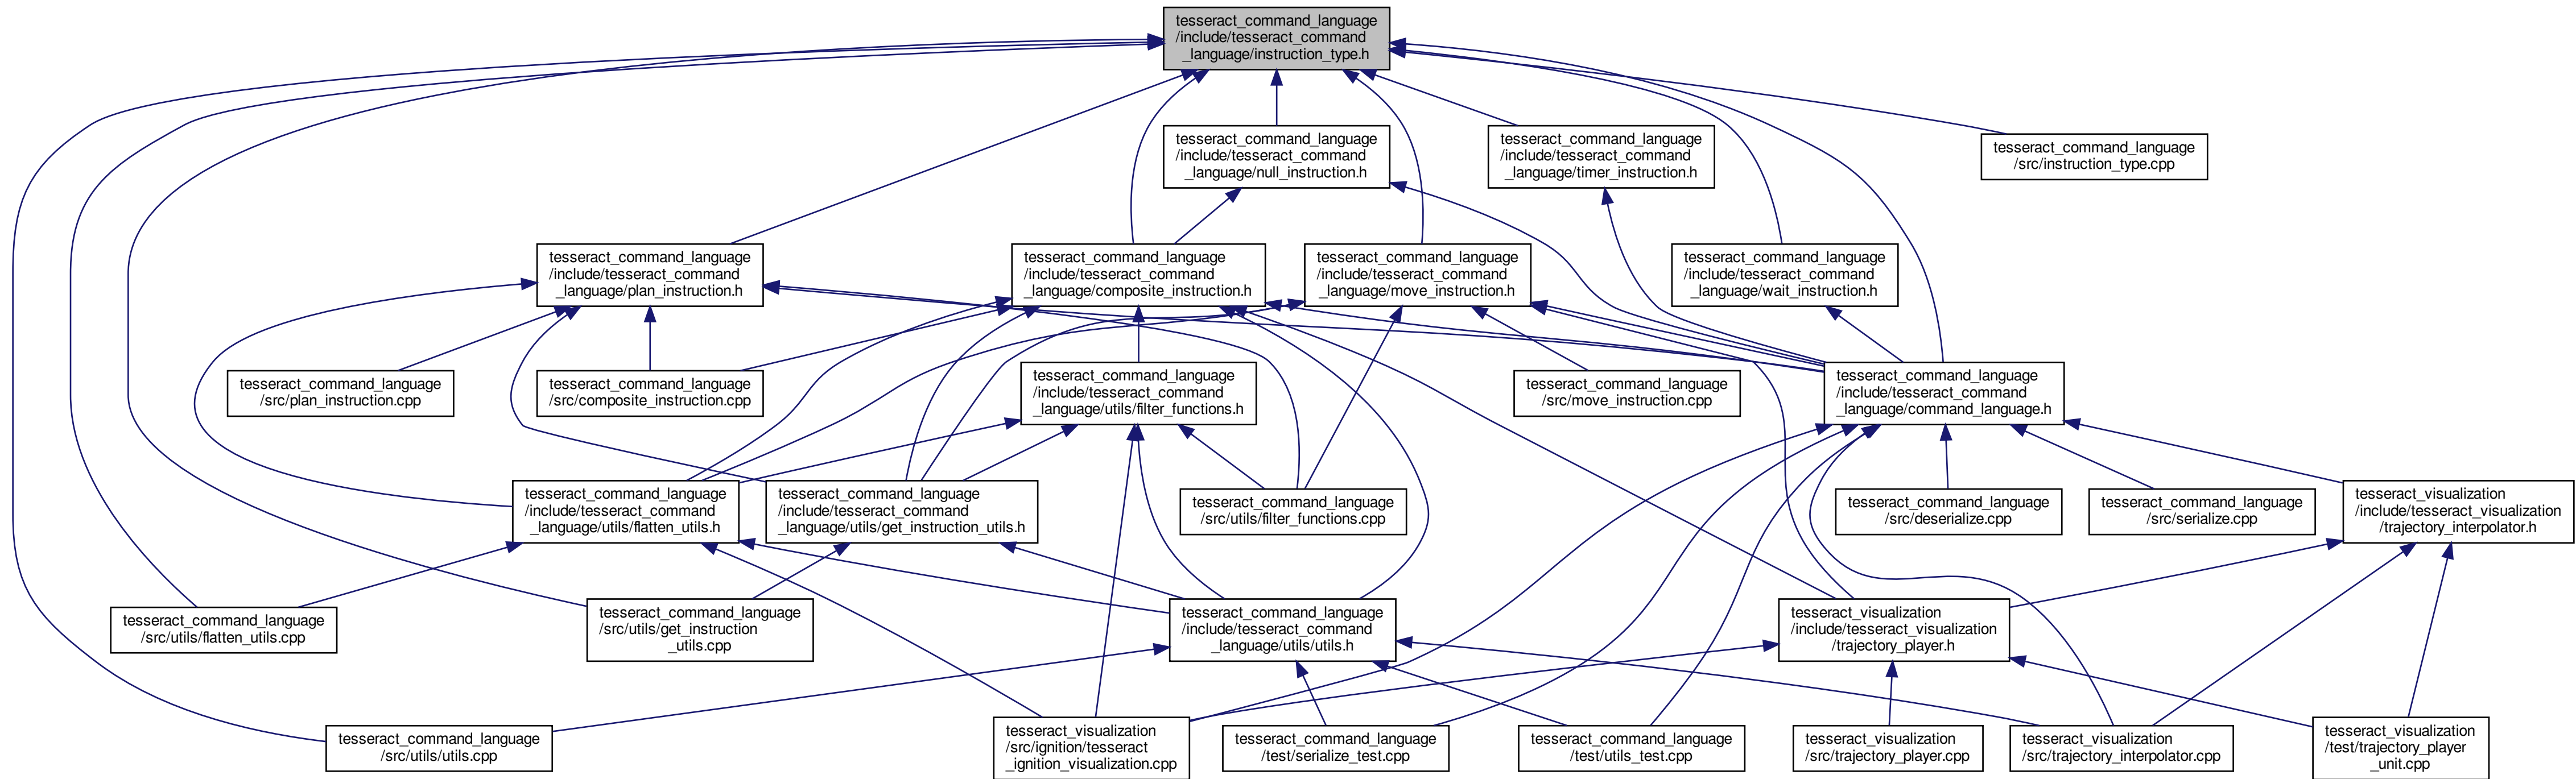 tesseract_command_language
/include/tesseract_command
_language/instruction_type.h
tesseract_command_language
/include/tesseract_command
_language/null_instruction.h
tesseract_command_language
/include/tesseract_command
_language/timer_instruction.h
tesseract_command_language
/src/instruction_type.cpp
tesseract_command_language
/include/tesseract_command
_language/plan_instruction.h
tesseract_command_language
/include/tesseract_command
_language/composite_instruction.h
tesseract_command_language
/include/tesseract_command
_language/move_instruction.h
tesseract_command_language
/include/tesseract_command
_language/wait_instruction.h
tesseract_command_language
/src/plan_instruction.cpp
tesseract_command_language
/src/composite_instruction.cpp
tesseract_command_language
/include/tesseract_command
_language/utils/filter_functions.h
tesseract_command_language
/src/move_instruction.cpp
tesseract_command_language
/include/tesseract_command
_language/command_language.h
tesseract_command_language
/include/tesseract_command
_language/utils/flatten_utils.h
tesseract_command_language
/include/tesseract_command
_language/utils/get_instruction_utils.h
tesseract_command_language
/src/utils/filter_functions.cpp
tesseract_command_language
/src/deserialize.cpp
tesseract_command_language
/src/serialize.cpp
tesseract_visualization
/include/tesseract_visualization
/trajectory_interpolator.h
tesseract_command_language
/src/utils/flatten_utils.cpp
tesseract_command_language
/src/utils/get_instruction
_utils.cpp
tesseract_command_language
/include/tesseract_command
_language/utils/utils.h
tesseract_visualization
/include/tesseract_visualization
/trajectory_player.h
tesseract_command_language
/src/utils/utils.cpp
tesseract_visualization
/src/ignition/tesseract
_ignition_visualization.cpp
tesseract_command_language
/test/serialize_test.cpp
tesseract_command_language
/test/utils_test.cpp
tesseract_visualization
/src/trajectory_player.cpp
tesseract_visualization
/src/trajectory_interpolator.cpp
tesseract_visualization
/test/trajectory_player
_unit.cpp